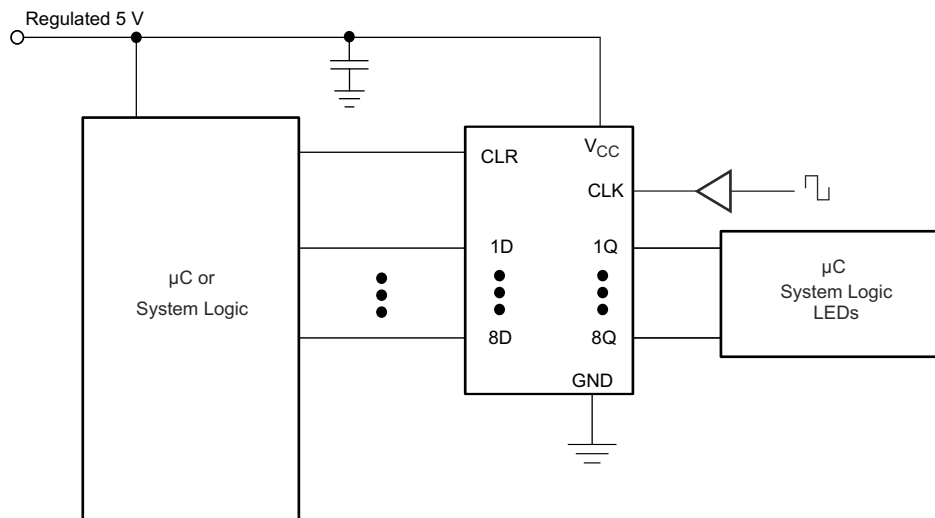 Regulated 5 V
CLR
VCC
CLK
1D
1Q
8D
8Q
GND
µC or
System Logic
µC
System Logic
LEDs